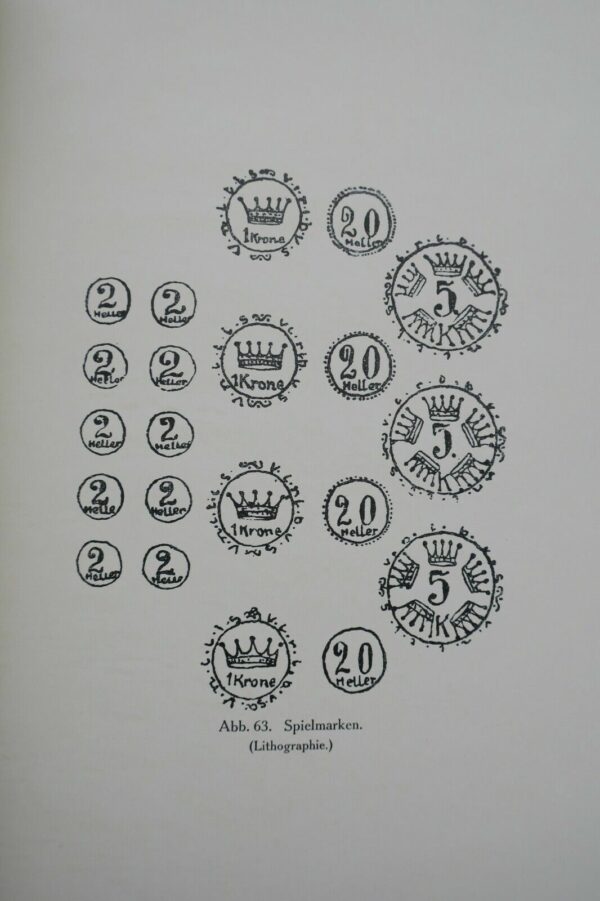 2
Heller
2
Heller
2
Heller
2
Heller
2
Heller
2
Heller
2
Helle
2
Heller
2
Heller
2
Helle
1 Krone
1 Krone
1 Krone
1 Krone
20
Heller
20
Heller
20
Heller
20
Heller
5.
K
5.
K
5
K
Abb. 63. Spielmarken.
(Lithographie.)